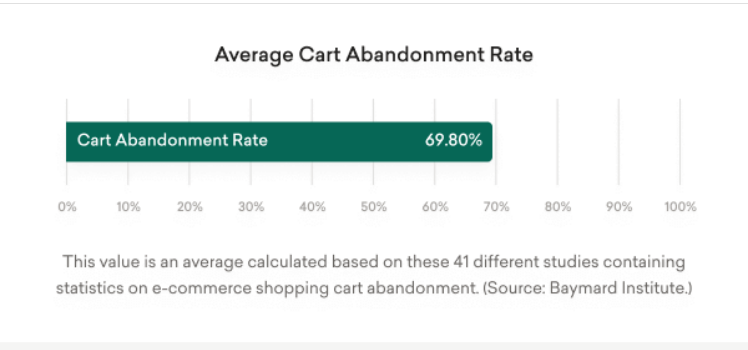 Average Cart Abandonment Rate
Cart Abandonment Rate 69.80%
0% 10% 20% 30% 40% 50% 60% 70% 80% 90% 100%
This value is an average calculated based on these 41 different studies containing
statistics on e-commerce shopping cart abandonment. (Source: Baymard Institute.)